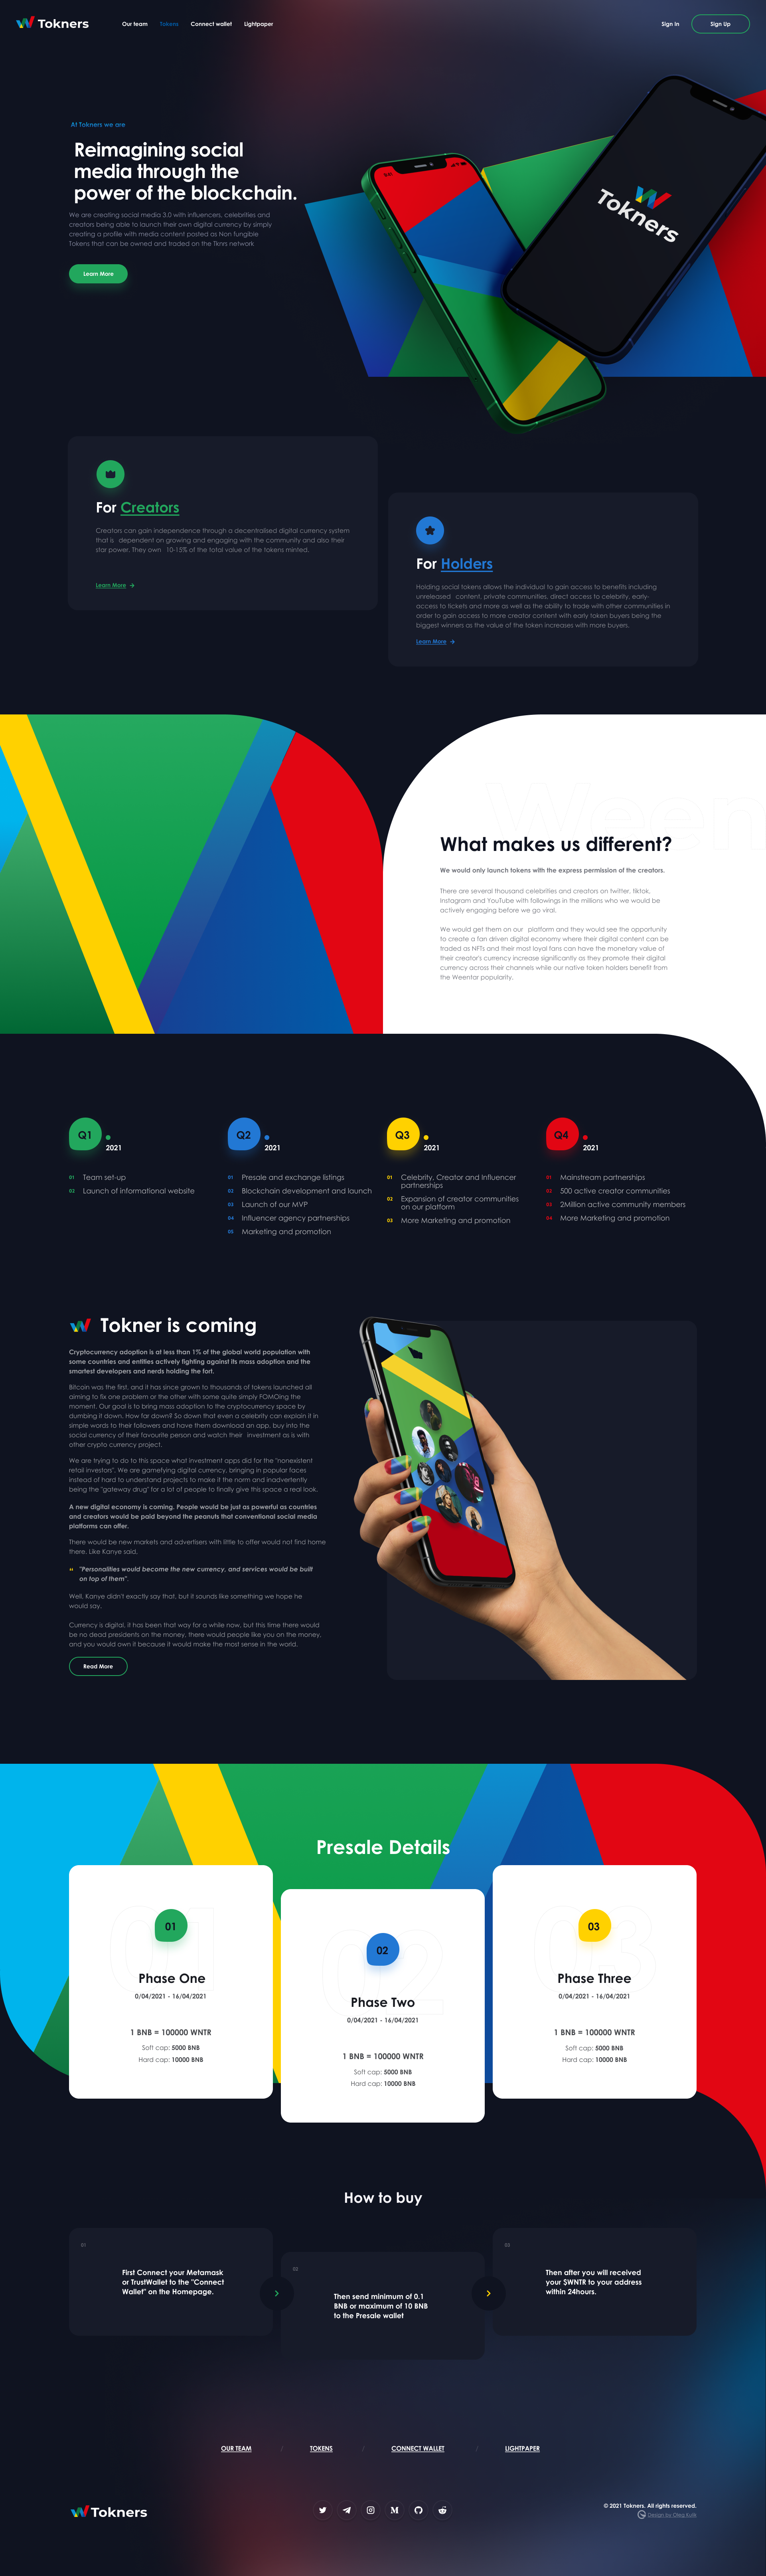 Tokners
Our team
Tokens
Connect wallet
Lightpaper
Sign In
Sign Up
At Tokners we are
Reimagining social
media through the
power of the blockchain.
We are creating social media 3.0 with influencers, celebrities and
creators being able to launch their own digital currency by simply
creating a profile with media content posted as Non fungible
Tokens that can be owned and traded on the Tknrs network
Learn More
9:41
Tokners
For Creators
Creators can gain independence through a decentralised digital currency system
that is dependent on growing and engaging with the community and also their
star power. They own 10-15% of the total value of the tokens minted.
Learn More
For Holders
Holding social tokens allows the individual to gain access to benefits including
unreleased content, private communities, direct access to celebrity, early-
access to tickets and more as well as the ability to trade with other communities in
order to gain access to more creator content with early token buyers being the
biggest winners as the value of the token increases with more buyers.
Learn More
Ween
What makes us different?
We would only launch tokens with the express permission of the creators.
There are several thousand celebrities and creators on twitter, tiktok,
Instagram and YouTube with followings in the millions who we would be
actively engaging before we go viral.
We would get them on our platform and they would see the opportunity
to create a fan driven digital economy where their digital content can be
traded as NFTs and their most loyal fans can have the monetary value of
their creator's currency increase significantly as they promote their digital
currency across their channels while our native token holders benefit from
the Weentar popularity.
Q1
2021
01 Team set-up
02 Launch of informational website
Q2
2021
01 Presale and exchange listings
02 Blockchain development and launch
03 Launch of our MVP
04 Influencer agency partnerships
05 Marketing and promotion
Q3
2021
01 Celebrity, Creator and Influencer
partnerships
02 Expansion of creator communities
on our platform
03 More Marketing and promotion
Q4
2021
01 Mainstream partnerships
02 500 active creator communities
03 2Million active community members
04 More Marketing and promotion
Tokner is coming
Cryptocurrency adoption is at less than 1% of the global world population with
some countries and entities actively fighting against its mass adoption and the
smartest developers and nerds holding the fort.
Bitcoin was the first, and it has since grown to thousands of tokens launched all
aiming to fix one problem or the other with some quite simply FOMOing the
moment. Our goal is to bring mass adoption to the cryptocurrency space by
dumbing it down. How far down? So down that even a celebrity can explain it in
simple words to their followers and have them download an app, buy into the
social currency of their favourite person and watch their investment as is with
other crypto currency project.
We are trying to do to this space what investment apps did for the "nonexistent
retail investors". We are gamefying digital currency, bringing in popular faces
instead of hard to understand projects to make it the norm and inadvertently
being the "gateway drug" for a lot of people to finally give this space a real look.
A new digital economy is coming. People would be just as powerful as countries
and creators would be paid beyond the peanuts that conventional social media
platforms can offer.
There would be new markets and advertisers with little to offer would not find home
there. Like Kanye said,
"Personalities would become the new currency, and services would be built
on top of them".
Well, Kanye didn't exactly say that, but it sounds like something we hope he
would say.
Currency is digital, it has been that way for a while now, but this time there would
be no dead presidents on the money, there would people like you on the money,
and you would own it because it would make the most sense in the world.
Read More
Presale Details
01
01
Phase One
0/04/2021 - 16/04/2021
1 BNB = 100000 WNTR
Soft cap: 5000 BNB
Hard cap: 10000 BNB
02
02
Phase Two
0/04/2021 - 16/04/2021
1 BNB = 100000 WNTR
Soft cap: 5000 BNB
Hard cap: 10000 BNB
03
03
Phase Three
0/04/2021 - 16/04/2021
1 BNB = 100000 WNTR
Soft cap: 5000 BNB
Hard cap: 10000 BNB
How to buy
01
First Connect your Metamask
or TrustWallet to the "Connect
Wallet" on the Homepage.
02
Then send minimum of 0.1
BNB or maximum of 10 BNB
to the Presale wallet
03
Then after you will received
your $WNTR to your address
within 24hours.
OUR TEAM
/
TOKENS
/
CONNECT WALLET
/
LIGHTPAPER
Tokners
© 2021 Tokners. All rights reserved.
Design by Oleg Kulik